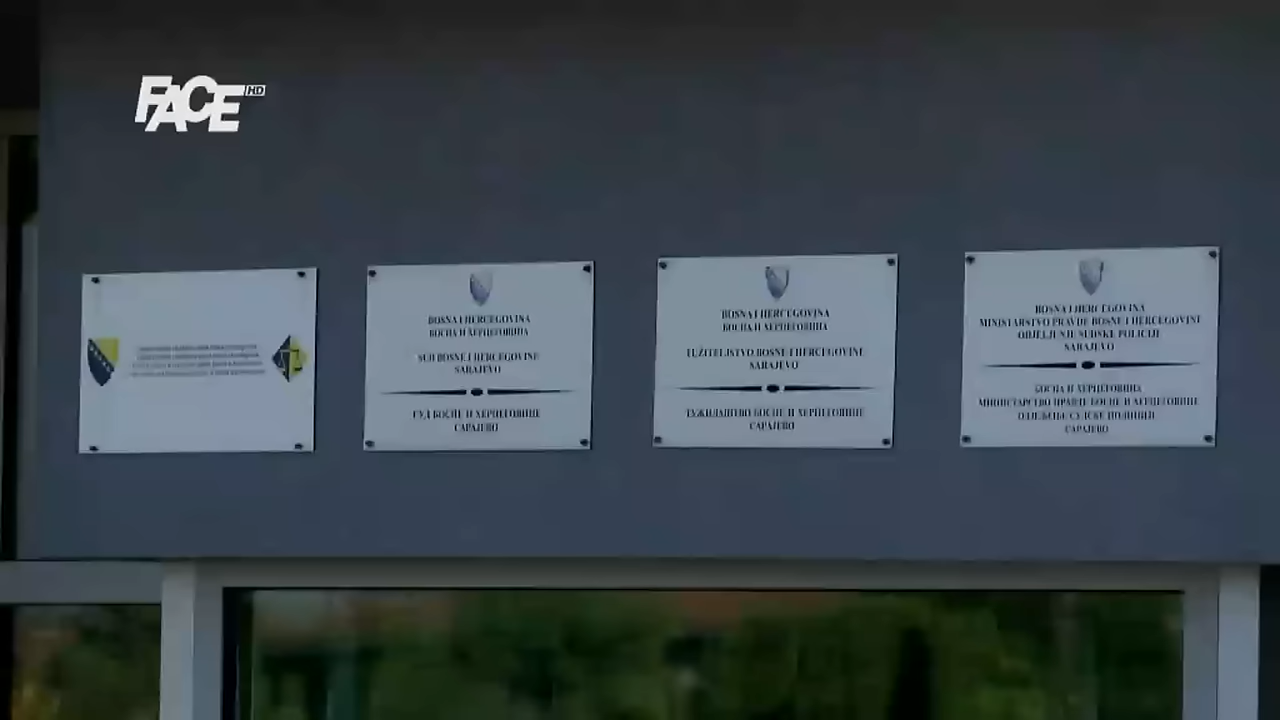 FACE HD
BOSNA I HERCEGOVINA
БОСНА И ХЕРЦЕГОВИНА
SUD BOSNE I HERCEGOVINE
SARAJEVO
СУД БОСНЕ И ХЕРЦЕГОВИНЕ
САРАЈЕВО
BOSNA I HERCEGOVINA
БОСНА И ХЕРЦЕГОВИНА
TUŽITELJSTVO BOSNE I HERCEGOVINE
SARAJEVO
ТУЖИЛАШТВО БОСНЕ И ХЕРЦЕГОВИНЕ
САРАЈЕВО
BOSNA I HERCEGOVINA
MINISTARSTVO PRAVDE BOSNE I HERCEGOVINE
ODJELJENJE SUDSKE POLICIJE
SARAJEVO
БОСНА И ХЕРЦЕГОВИНА
МИНИСТАРСТВО ПРАВДЕ БОСНЕ И ХЕРЦЕГОВИНЕ
ОДЈЕЉЕЊЕ СУДСКЕ ПОЛИЦИЈЕ
САРАЈЕВО